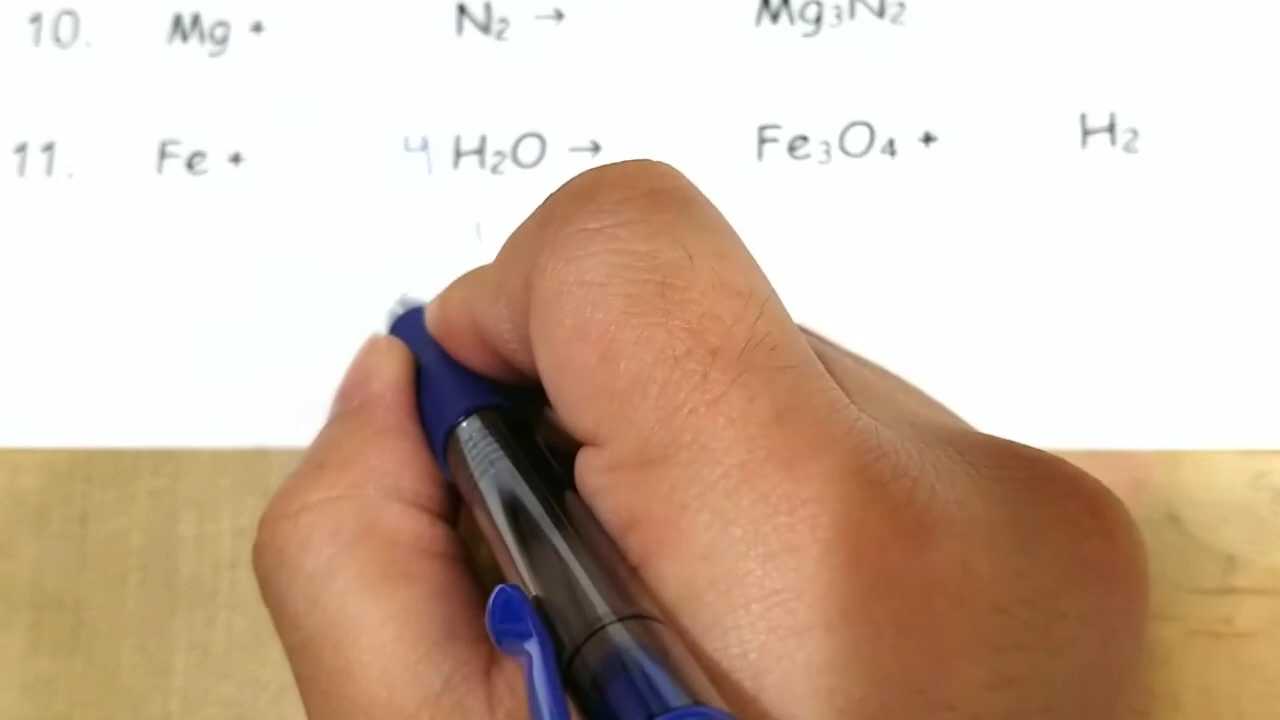 10. Mg + N₂ → Mg₃N₂
11. Fe + 4 H₂O → Fe₃O₄ + H₂